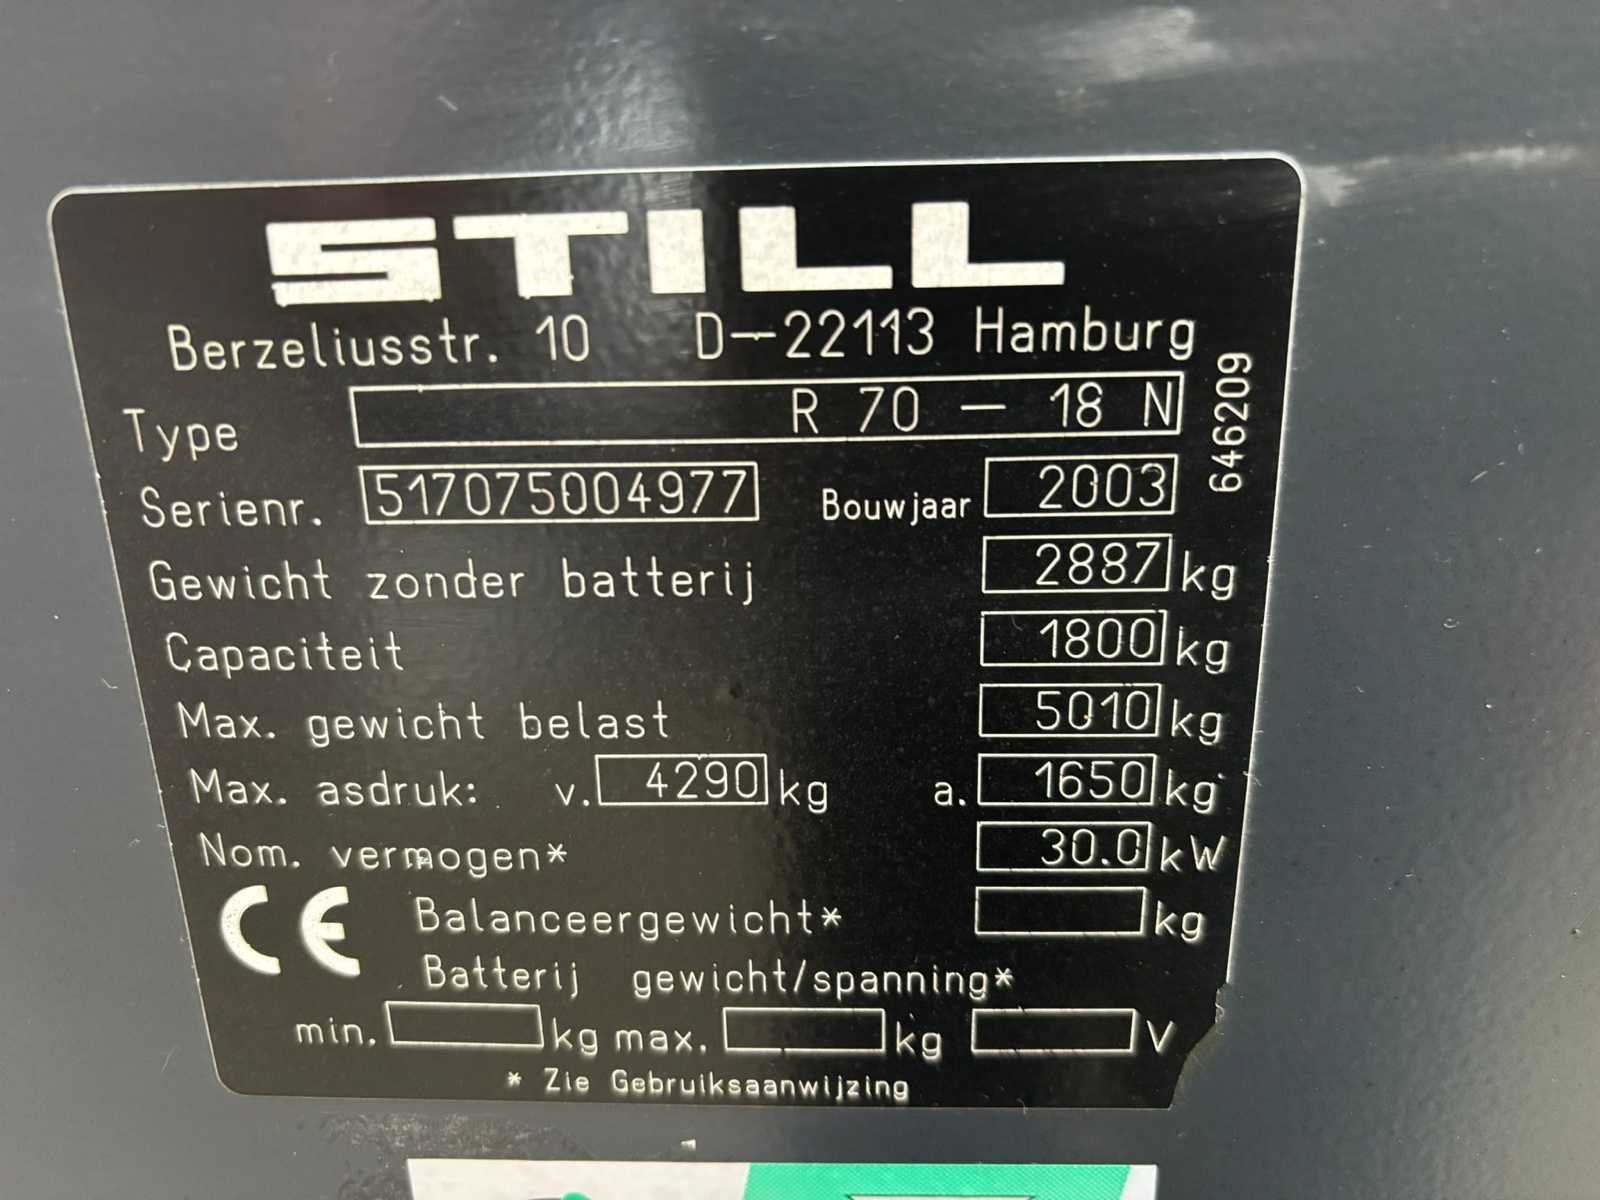 STILL
Berzeliusstr. 10 D-22113 Hamburg
Type R 70 - 18 N
646209
Serienr. 517075004977 Bouwjaar 2003
Gewicht zonder batterij 2887 kg
Capaciteit 1800 kg
Max. gewicht belast 5010 kg
Max. asdruk: v. 4290 kg a. 1650 kg
Nom. vermogen* 30.0 kW
CE Balanceergewicht* kg
Batterij gewicht/spanning*
min. kg max. kg V
* Zie Gebruiksaanwijzing